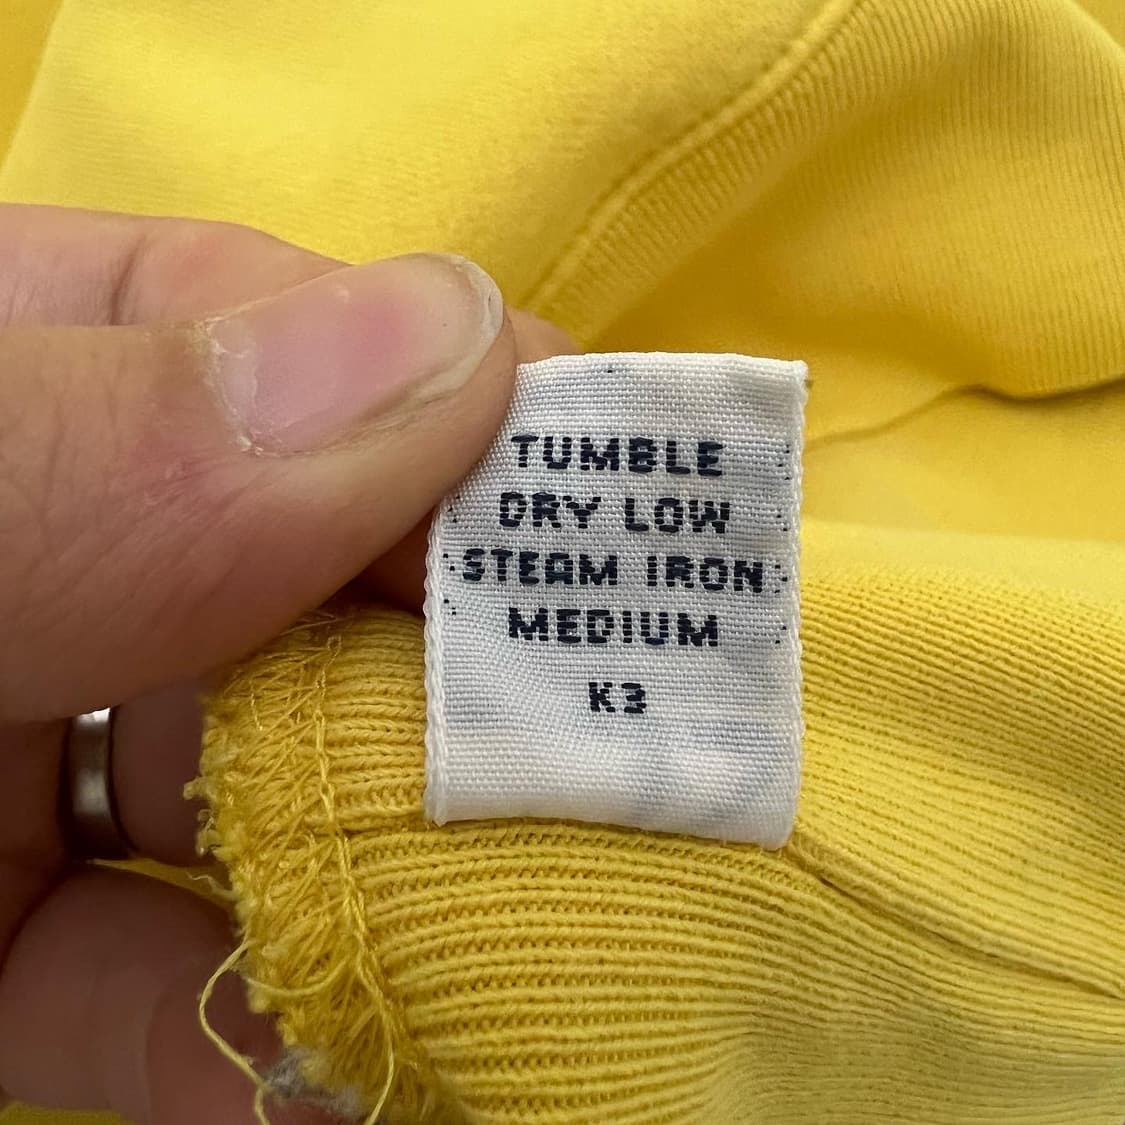 TUMBLE
DRY LOW
STEAM IRON
MEDIUM
K3